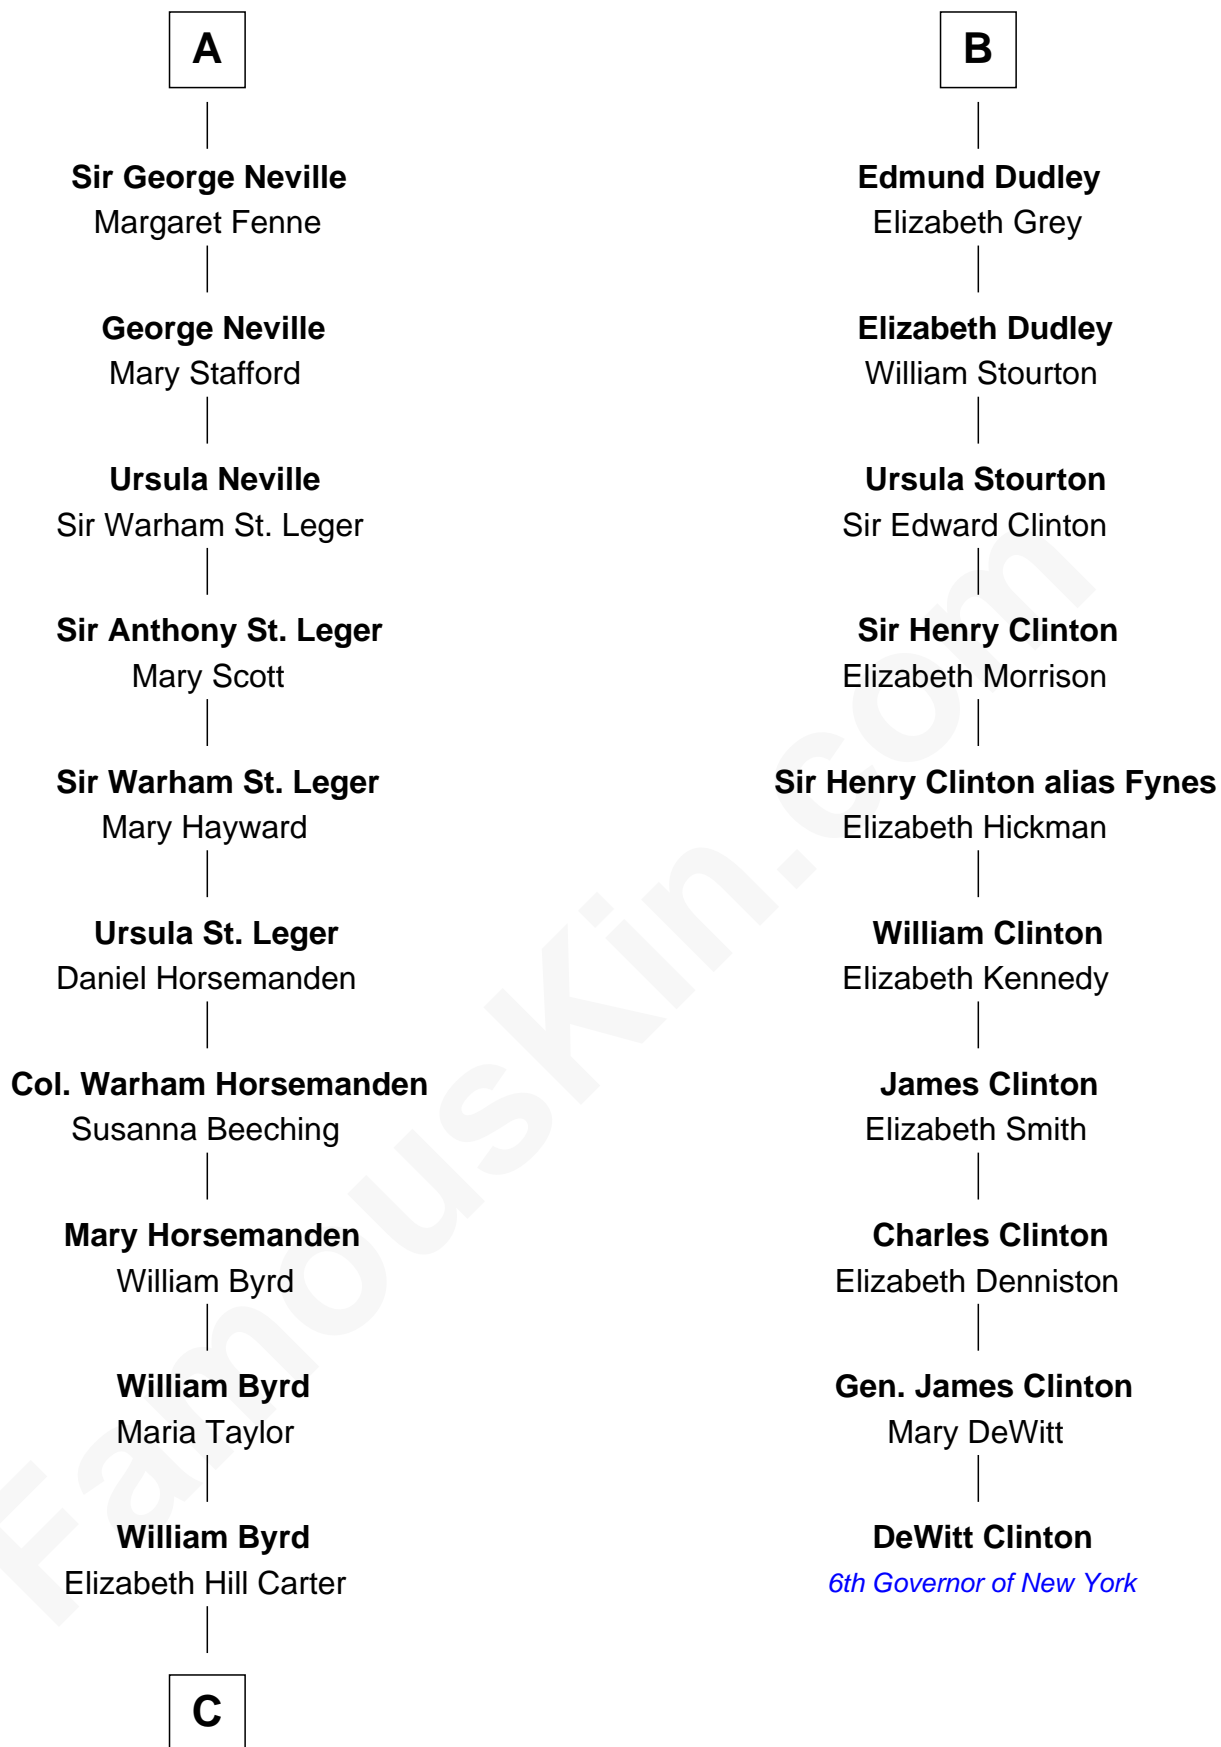 A
Sir George Neville
Margaret Fenne
George Neville
Mary Stafford
Ursula Neville
Sir Warham St. Leger
Sir Anthony St. Leger
Mary Scott
Sir Warham St. Leger
Mary Hayward
Ursula St. Leger
Daniel Horsemanden
Col. Warham Horsemanden
Susanna Beeching
Mary Horsemanden
William Byrd
William Byrd
Maria Taylor
William Byrd
Elizabeth Hill Carter
C
B
Edmund Dudley
Elizabeth Grey
Elizabeth Dudley
William Stourton
Ursula Stourton
Sir Edward Clinton
Sir Henry Clinton
Elizabeth Morrison
Sir Henry Clinton alias Fynes
Elizabeth Hickman
William Clinton
Elizabeth Kennedy
James Clinton
Elizabeth Smith
Charles Clinton
Elizabeth Denniston
Gen. James Clinton
Mary DeWitt
DeWitt Clinton
6th Governor of New York
FamousKin.com